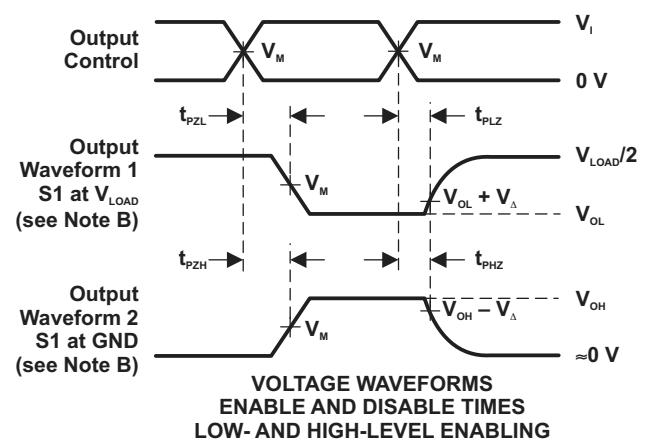 Output
Control
V_M
V_M
V_I
0 V
t_PZL
t_PLZ
Output
Waveform 1
S1 at V_LOAD
(see Note B)
V_M
V_OL + V_Δ
V_LOAD/2
V_OL
t_PZH
t_PHZ
Output
Waveform 2
S1 at GND
(see Note B)
V_M
V_OH – V_Δ
V_OH
≈0 V
VOLTAGE WAVEFORMS
ENABLE AND DISABLE TIMES
LOW- AND HIGH-LEVEL ENABLING